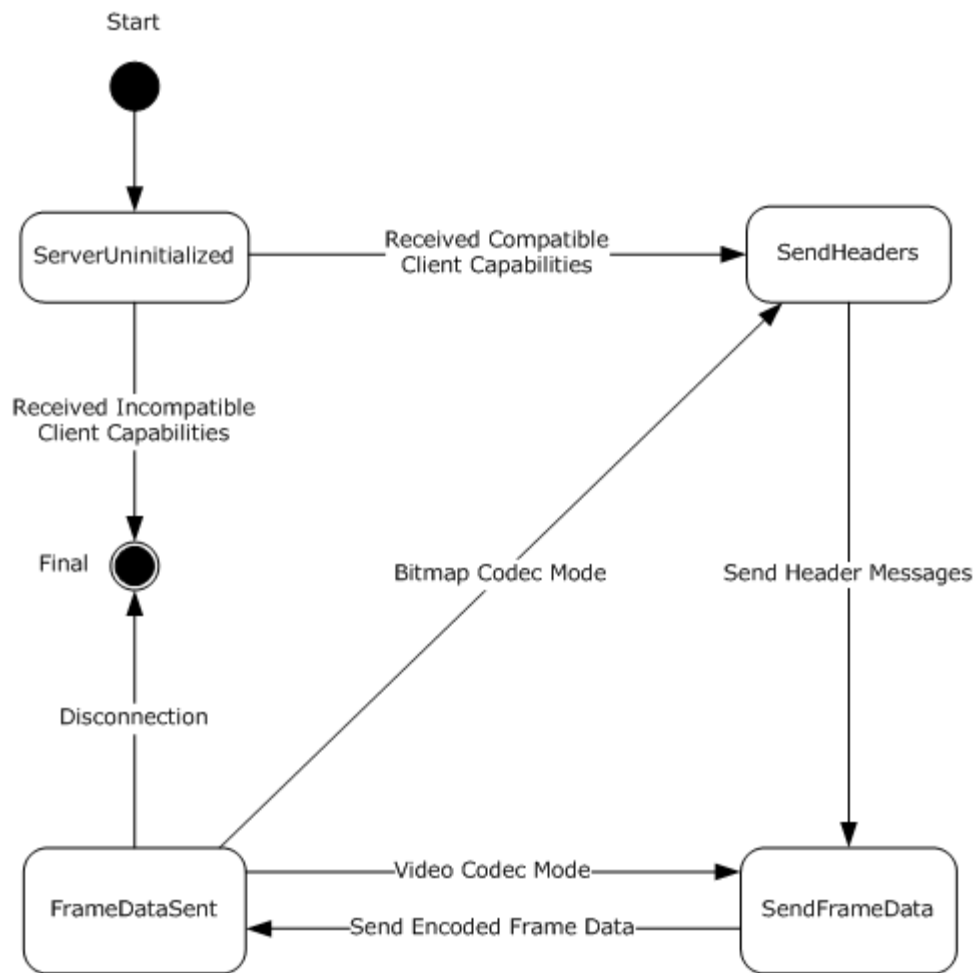 Start
ServerUninitialized
Received Compatible
Client Capabilities
SendHeaders
Received Incompatible
Client Capabilities
Final
Bitmap Codec Mode
Send Header Messages
Disconnection
FrameDataSent
Video Codec Mode
Send Encoded Frame Data
SendFrameData